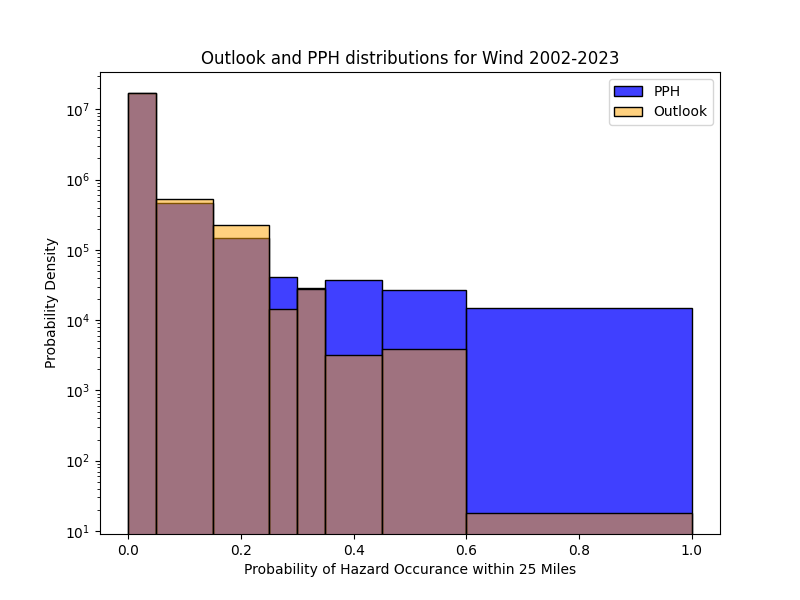 Outlook and PPH distributions for Wind 2002-2023
PPH
Outlook
10⁷
10⁶
10⁵
10⁴
10³
10²
10¹
Probability Density
0.0 0.2 0.4 0.6 0.8 1.0
Probability of Hazard Occurance within 25 Miles